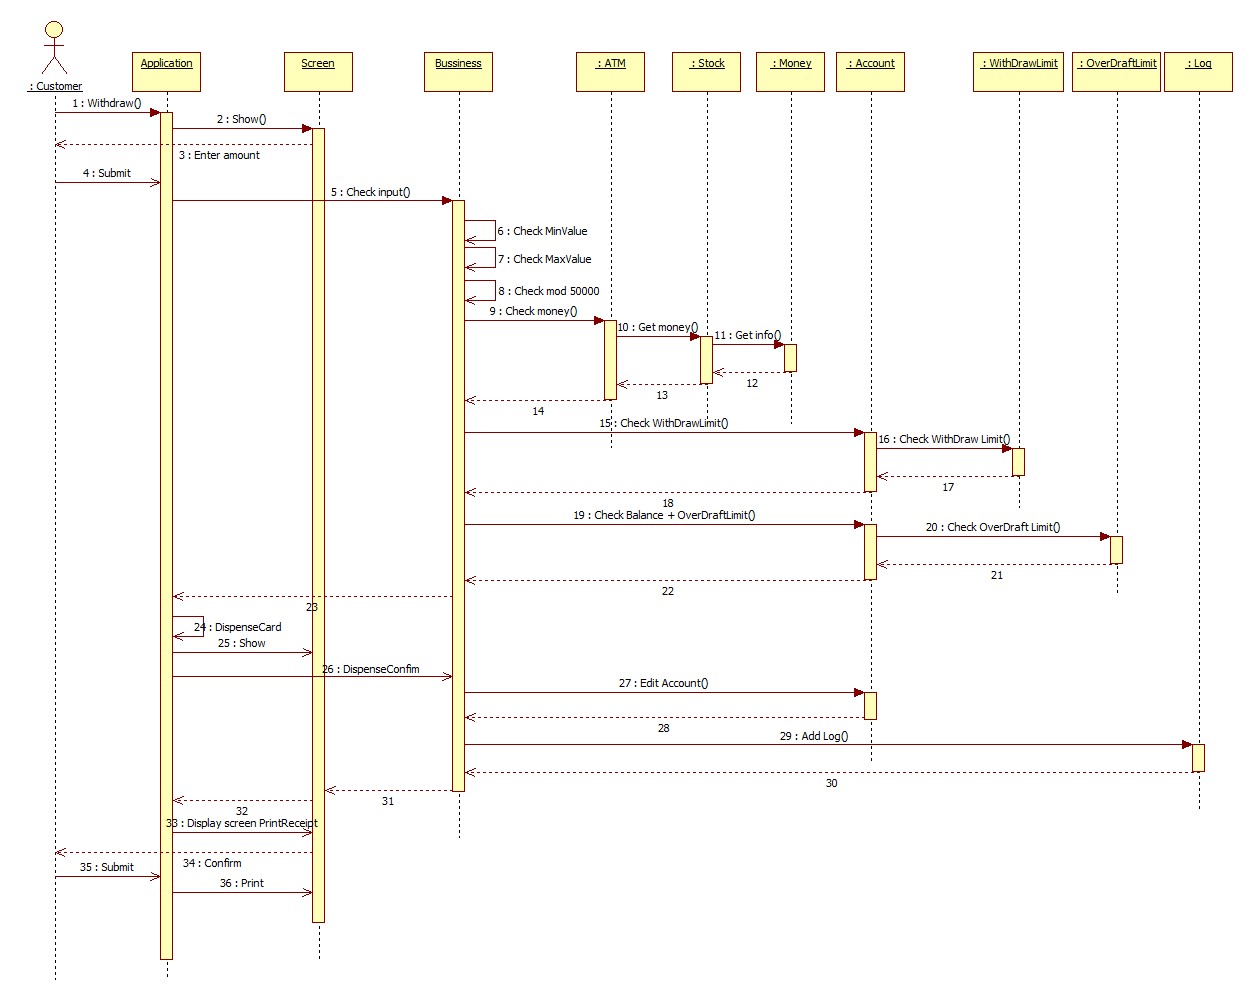 Application
Screen
Bussiness
: ATM
: Stock
: Money
: Account
: WithDrawLimit
: OverDraftLimit
: Log
: Customer
1 : Withdraw()
2 : Show()
3 : Enter amount
4 : Submit
5 : Check input()
6 : Check MinValue
7 : Check MaxValue
8 : Check mod 50000
9 : Check money()
10 : Get money()
11 : Get info()
12
13
14
15 : Check WithDrawLimit()
16 : Check WithDraw Limit()
17
18
19 : Check Balance + OverDraftLimit()
20 : Check OverDraft Limit()
21
22
23
24 : DispenseCard
25 : Show
26 : DispenseConfim
27 : Edit Account()
28
29 : Add Log()
30
31
32
33 : Display screen PrintReceipt
34 : Confirm
35 : Submit
36 : Print